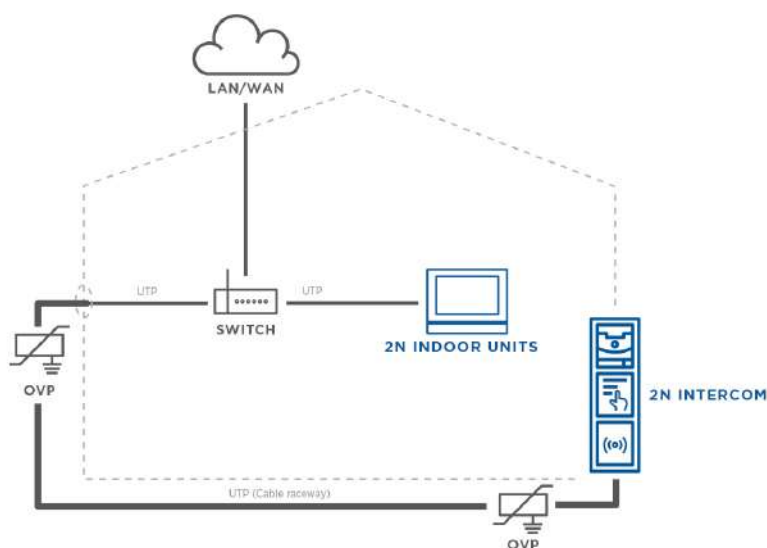 LAN/WAN
UTP
UTP
SWITCH
2N INDOOR UNITS
OVP
2N INTERCOM
UTP (Cable raceway)
OVP